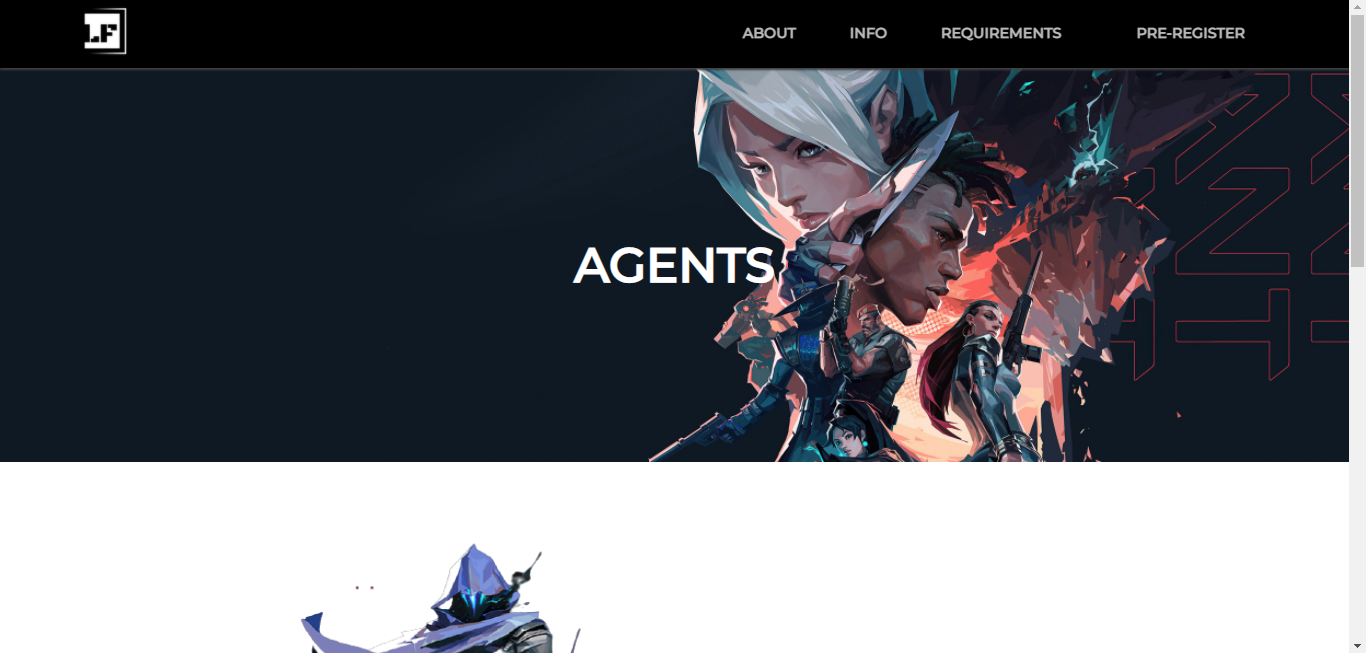 LF
ABOUT INFO REQUIREMENTS PRE-REGISTER
AGENTS